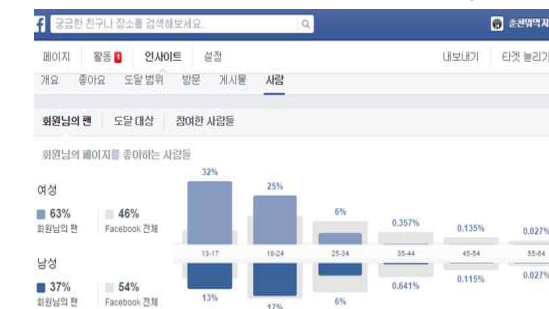 f 궁금한 친구나 장소를 검색해보세요.
페이지 활동 1 인사이트 설정 내보내기 타겟 늘리기
개요 좋아요 도달 범위 방문 게시물 사람
회원님의 팬 도달 대상 참여한 사람들
회원님의 페이지를 좋아하는 사람들
32% 25% 6% 0.357% 0.135% 0.027%
여성
63% 46%
회원님의 팬 Facebook 전체
13-17 18-24 25-34 35-44 45-54 55-64
남성
37% 54%
회원님의 팬 Facebook 전체
13% 17% 6% 0.641% 0.115% 0.027%